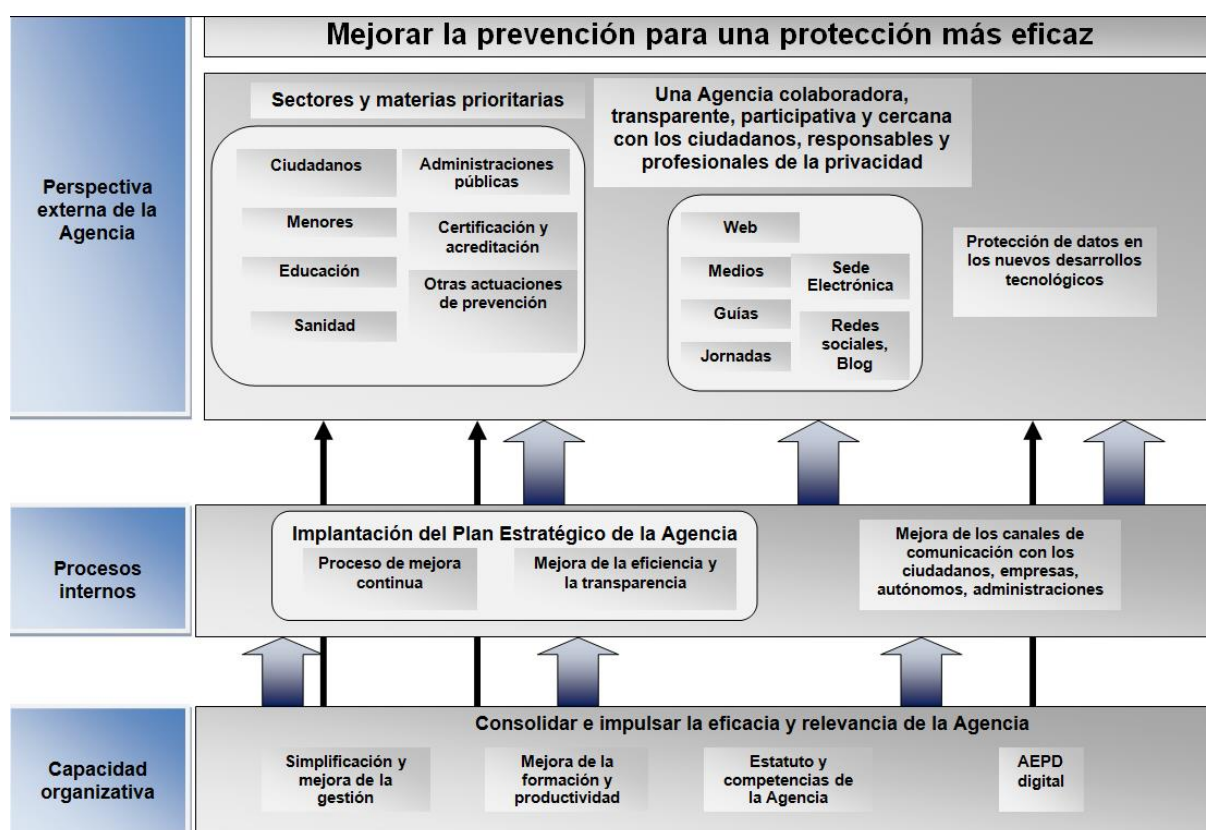 Mejorar la prevención para una protección más eficaz
Perspectiva
externa de la
Agencia
Sectores y materias prioritarias
Ciudadanos
Menores
Educación
Sanidad
Administraciones
públicas
Certificación y
acreditación
Otras actuaciones
de prevención
Una Agencia colaboradora,
transparente, participativa y cercana
con los ciudadanos, responsables y
profesionales de la privacidad
Web
Medios
Guías
Jornadas
Sede
Electrónica
Redes
sociales,
Blog
Protección de datos en
los nuevos desarrollos
tecnológicos
Procesos
internos
Implantación del Plan Estratégico de la Agencia
Proceso de mejora
continua
Mejora de la eficiencia y
la transparencia
Mejora de los canales de
comunicación con los
ciudadanos, empresas,
autónomos, administraciones
Capacidad
organizativa
Consolidar e impulsar la eficacia y relevancia de la Agencia
Simplificación y
mejora de la
gestión
Mejora de la
formación y
productividad
Estatuto y
competencias de
la Agencia
AEPD
digital